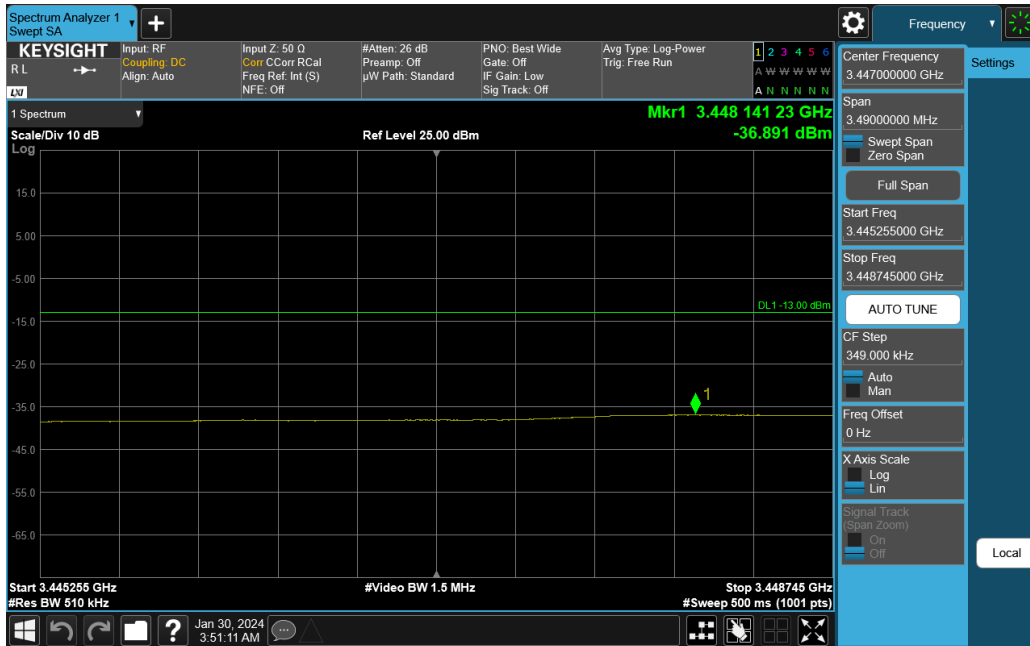 Spectrum Analyzer 1
Swept SA
Frequency
KEYSIGHT
R L
LXI
Input: RF
Coupling: DC
Align: Auto
Input Z: 50 Ω
Corr CCorr RCal
Freq Ref: Int (S)
NFE: Off
#Atten: 26 dB
Preamp: Off
µW Path: Standard
PNO: Best Wide
Gate: Off
IF Gain: Low
Sig Track: Off
Avg Type: Log-Power
Trig: Free Run
1 2 3 4 5 6
A W W W W W
A N N N N N
1 Spectrum
Scale/Div 10 dB
Log
Ref Level 25.00 dBm
Mkr1 3.448 141 23 GHz
-36.891 dBm
15.0
5.00
-5.00
-15.0
-25.0
-35.0
-45.0
-55.0
-65.0
DL1 -13.00 dBm
1
Start 3.445255 GHz
#Res BW 510 kHz
#Video BW 1.5 MHz
Stop 3.448745 GHz
#Sweep 500 ms (1001 pts)
Jan 30, 2024
3:51:11 AM
?
Center Frequency
3.447000000 GHz
Span
3.49000000 MHz
Swept Span
Zero Span
Full Span
Start Freq
3.445255000 GHz
Stop Freq
3.448745000 GHz
AUTO TUNE
CF Step
349.000 kHz
Auto
Man
Freq Offset
0 Hz
X Axis Scale
Log
Lin
Signal Track
(Span Zoom)
On
Off
Settings
Local